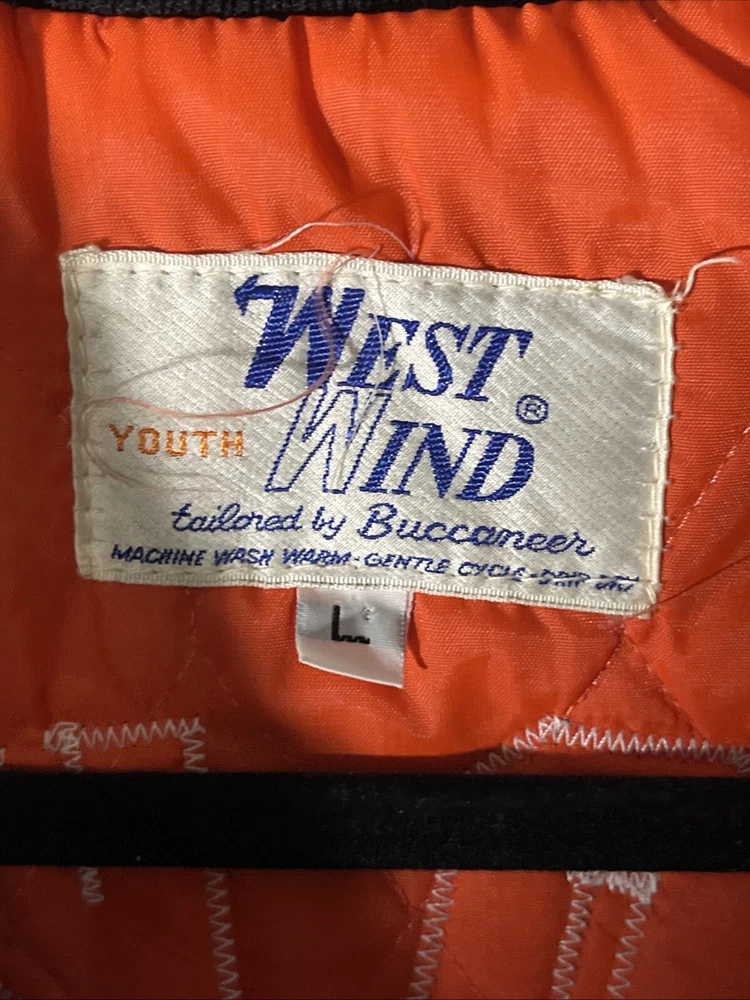 WEST
WIND ®
YOUTH
tailored by Buccaneer
MACHINE WASH WARM-GENTLE CYCLE-DRIP DRY
L